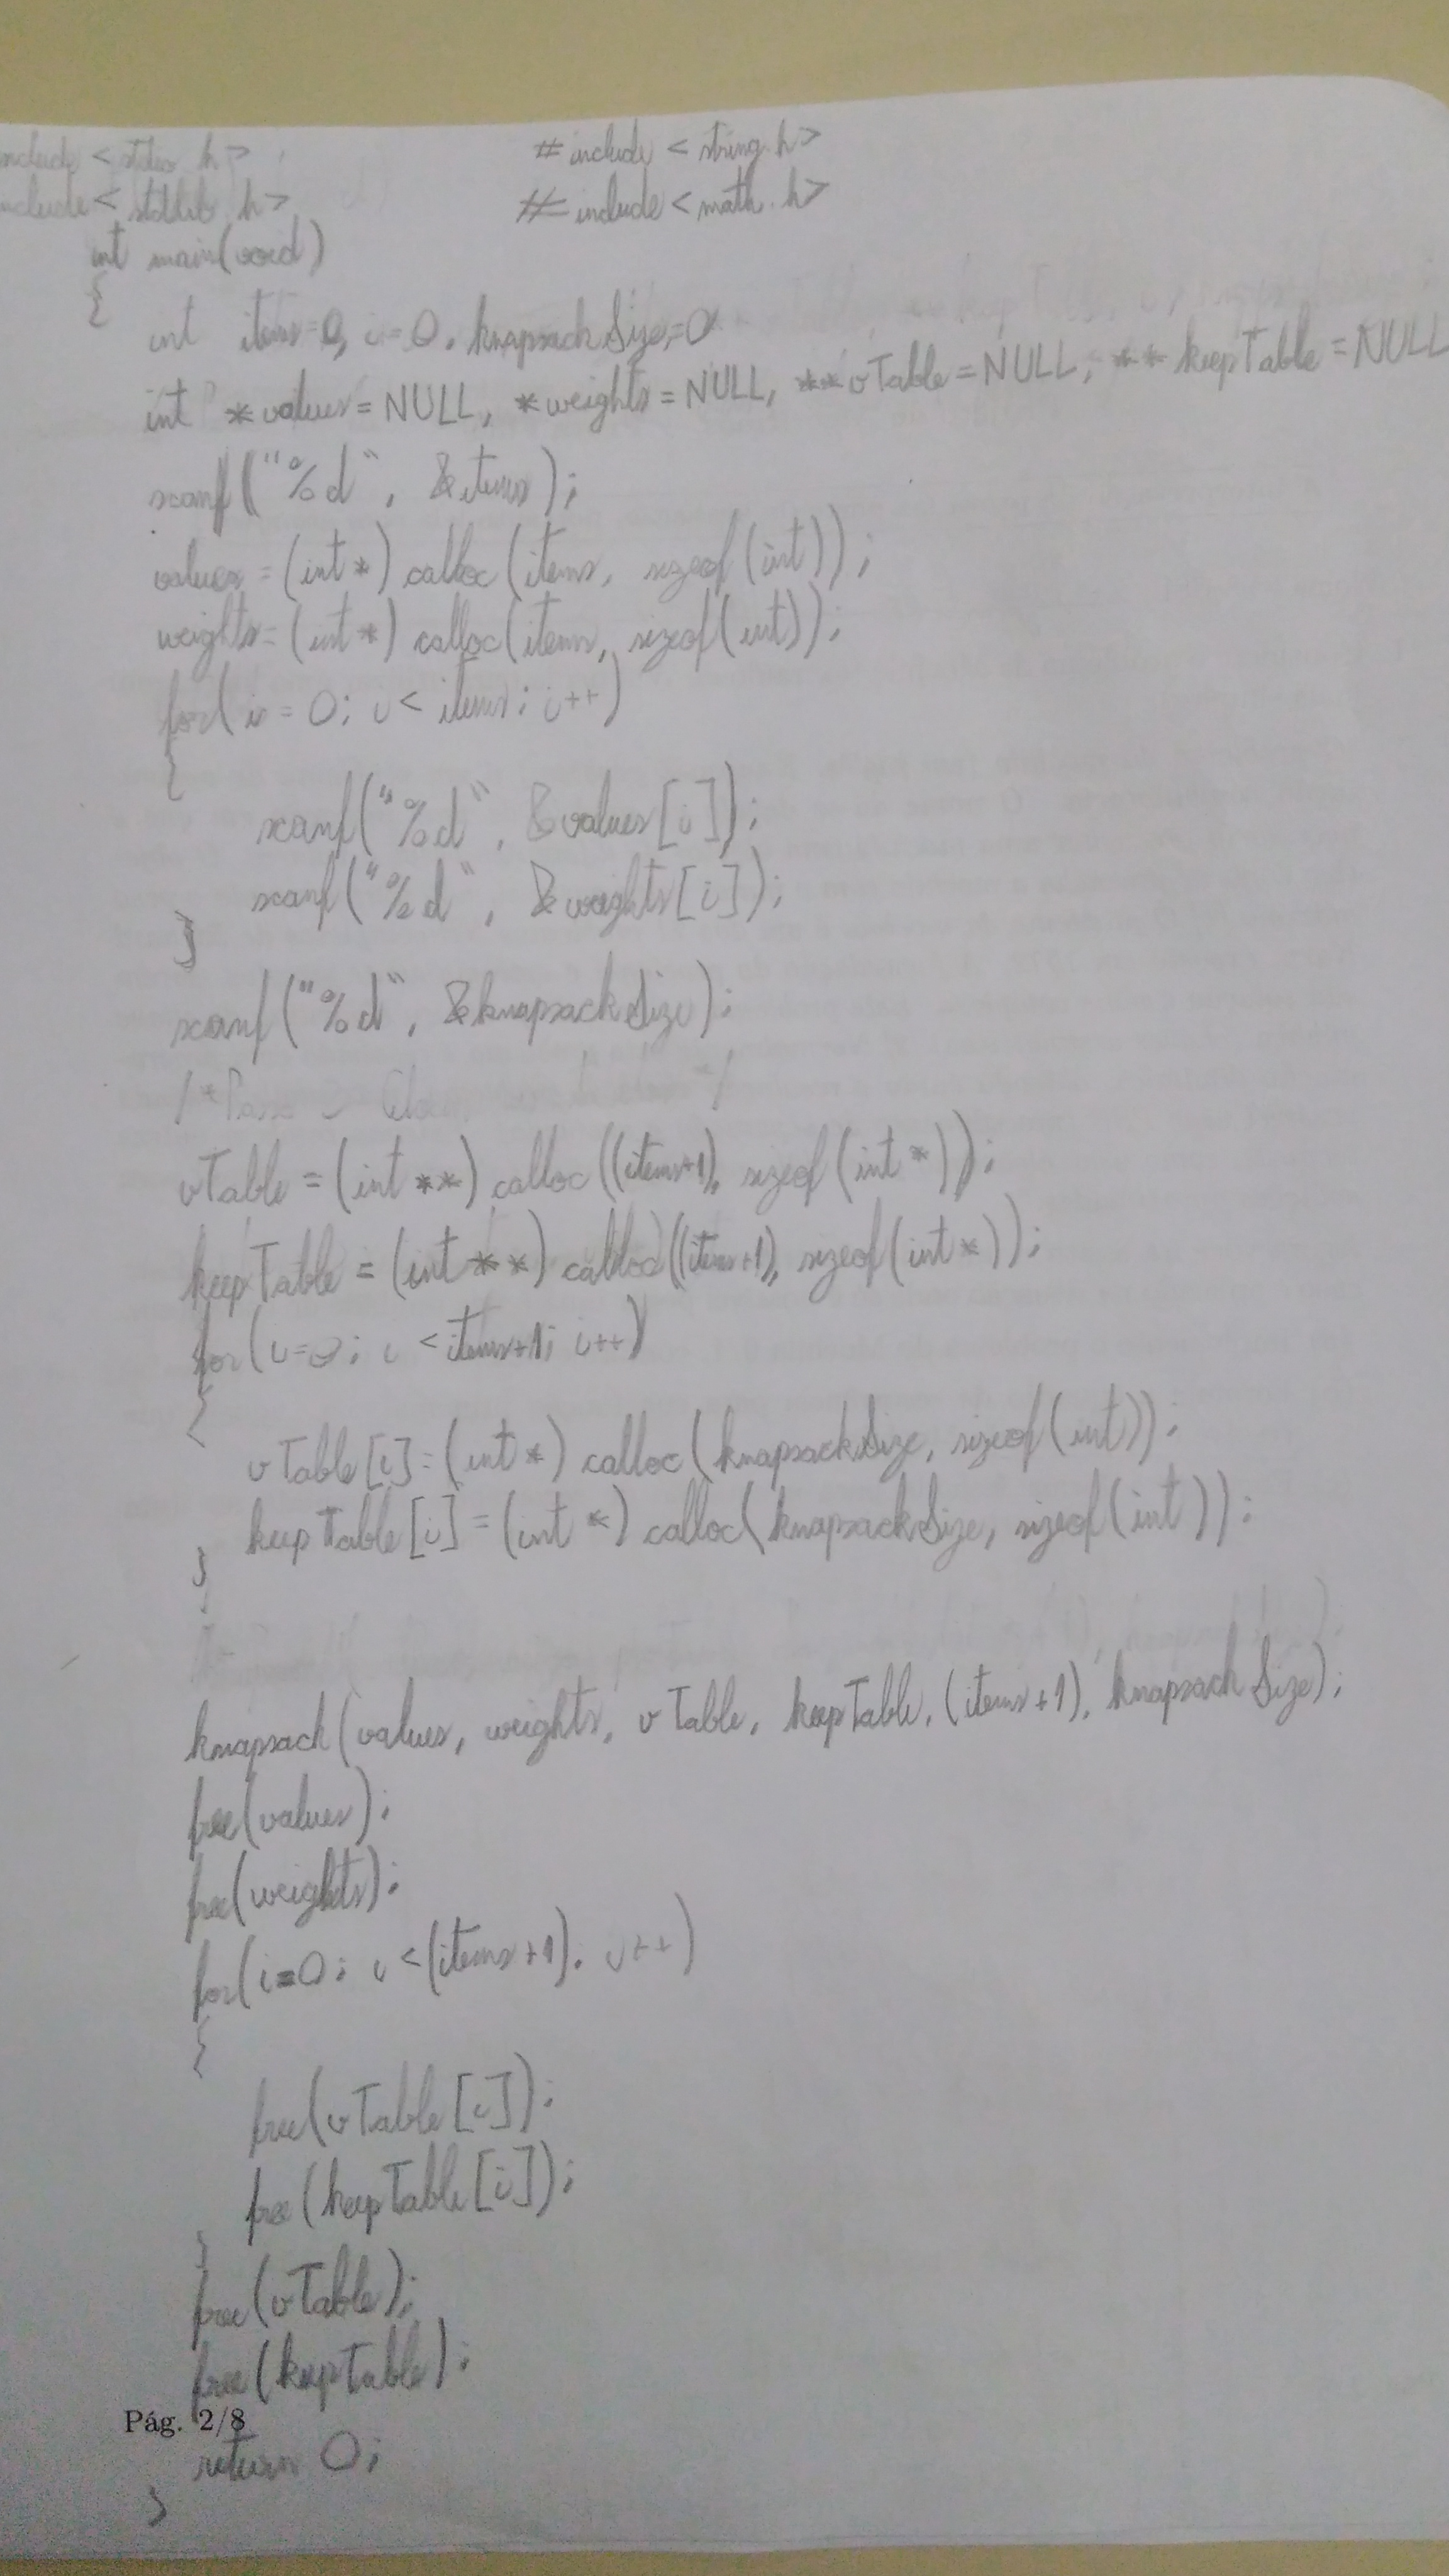 nclude < stdio.h > # include < string.h >
nclude < stdlib.h > # include < math.h >
int main(void)
{
int items=0, i=0, knapsackSize=0
int *values = NULL, *weights = NULL, **vTable = NULL, **keepTable = NULL
scanf("%d", &items);
values = (int*) calloc(items, sizeof(int));
weights = (int*) calloc(items, sizeof(int));
for(i = 0; i < items; i++)
{
scanf("%d", &values[i]);
scanf("%d", &weights[i]);
}
scanf("%d", &knapsackSize);
vTable = (int **) calloc((items+1), sizeof(int *));
keepTable = (int **) calloc((items+1), sizeof(int *));
for(i=0; i < items+1; i++)
{
vTable[i] = (int *) calloc(knapsackSize, sizeof(int));
keepTable[i] = (int *) calloc(knapsackSize, sizeof(int));
}
knapsack(values, weights, vTable, keepTable, (items+1), knapsackSize);
free(values);
free(weights);
for(i=0; i <(items+1); i++)
{
free(vTable[i]);
free(keepTable[i]);
}
free(vTable);
free(keepTable);
Pág. 2/8
return 0;
}